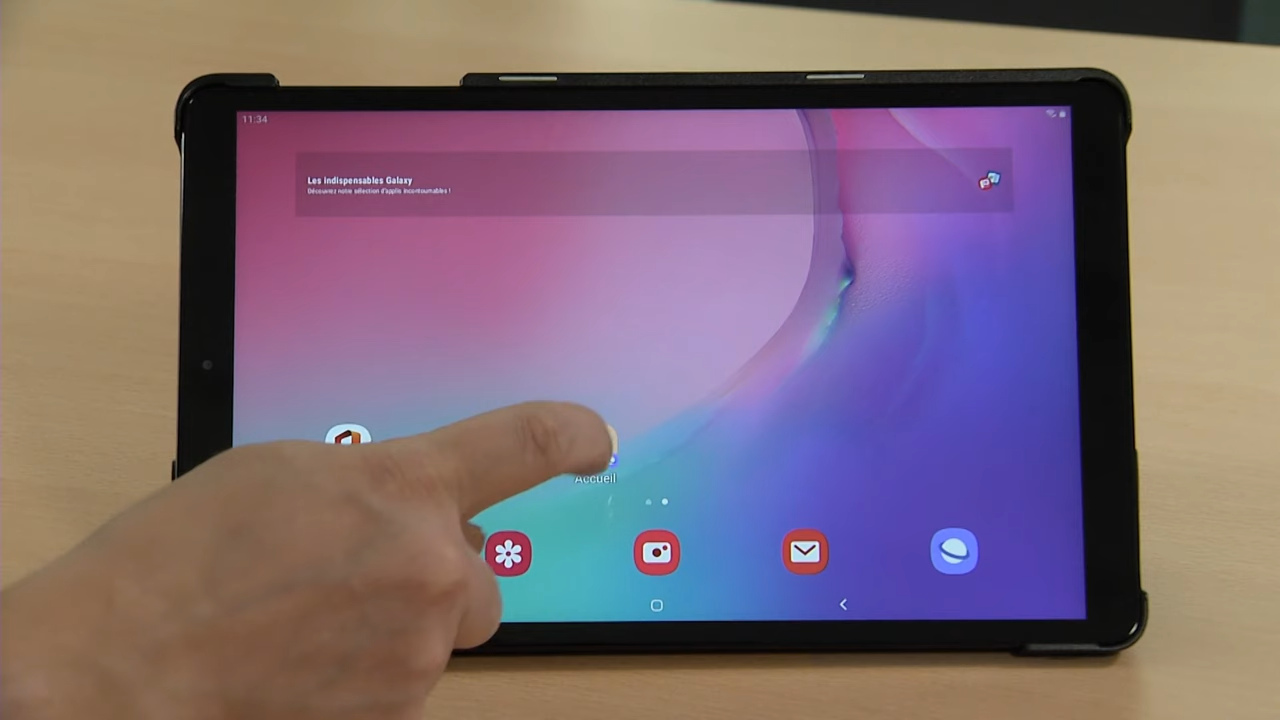 11:34
Les indispensables Galaxy
Découvrez notre sélection d'applis incontournables !
Accueil